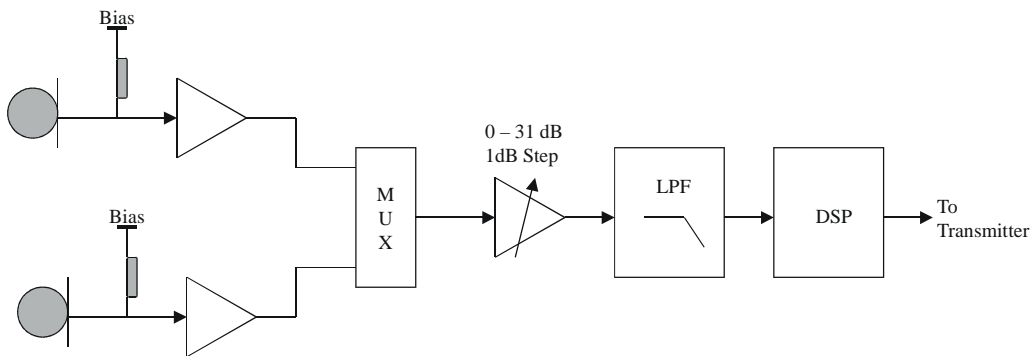 Bias
Bias
M
U
X
0 – 31 dB
1dB Step
LPF
DSP
To
Transmitter